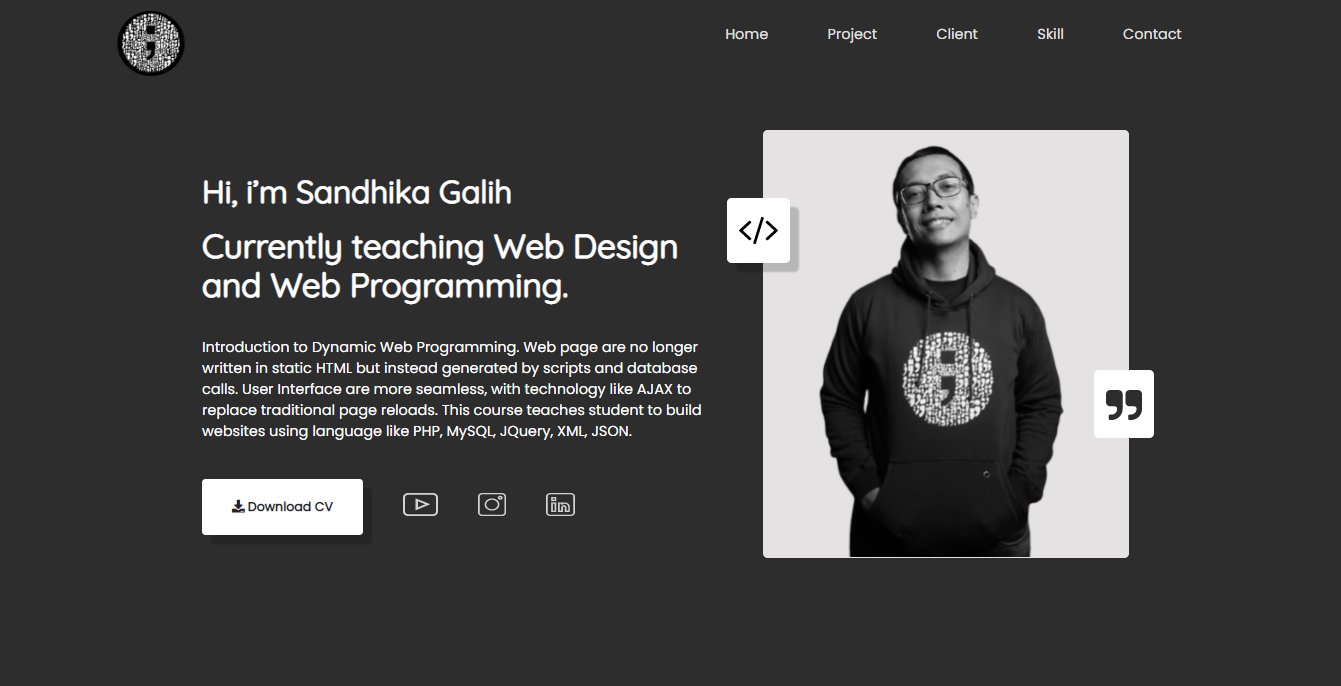 Home Project Client Skill Contact
Hi, i’m Sandhika Galih
Currently teaching Web Design
and Web Programming.
Introduction to Dynamic Web Programming. Web page are no longer
written in static HTML but instead generated by scripts and database
calls. User Interface are more seamless, with technology like AJAX to
replace traditional page reloads. This course teaches student to build
websites using language like PHP, MySQL, JQuery, XML, JSON.
Download CV